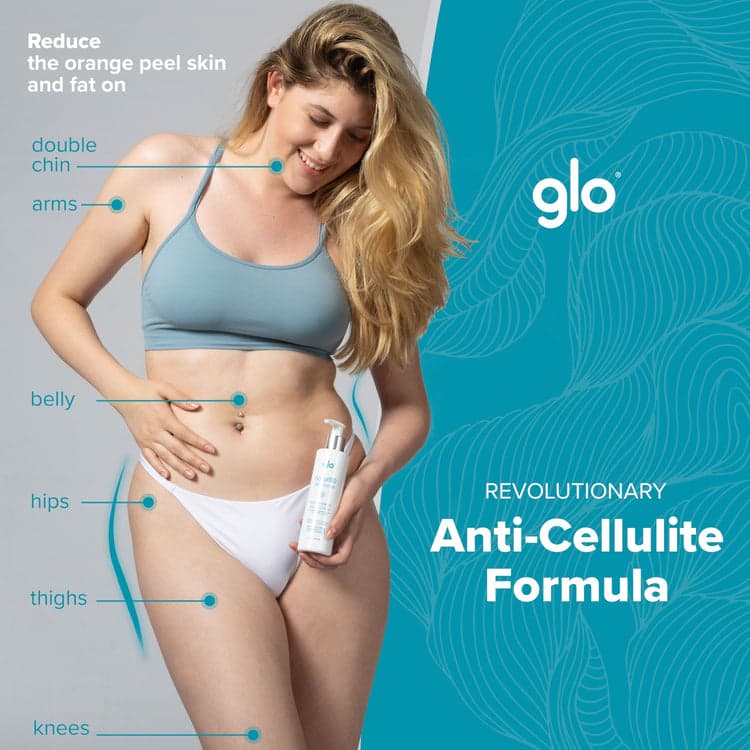 Reduce
the orange peel skin
and fat on
double
chin
arms
belly
hips
thighs
knees
glo®
REVOLUTIONARY
Anti-Cellulite
Formula
glo